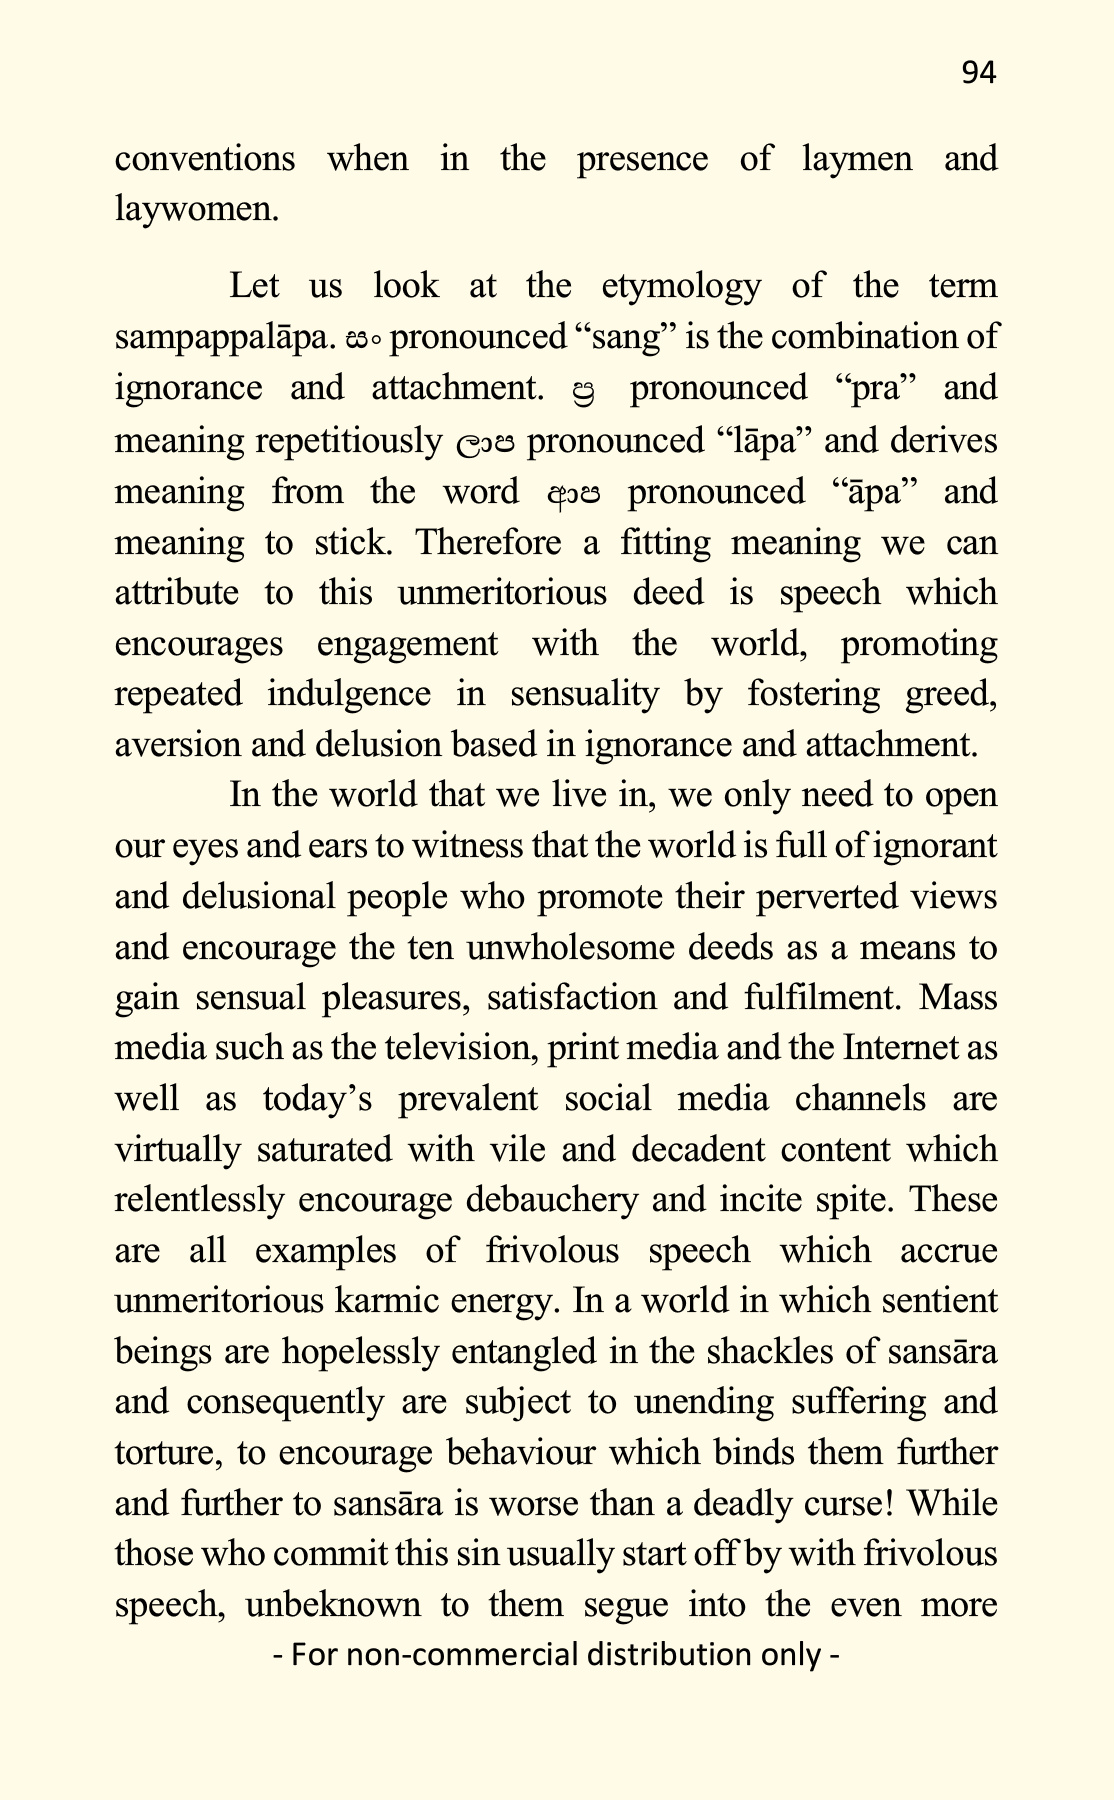 94
conventions when in the presence of laymen and
laywomen.
Let us look at the etymology of the term
sampappalāpa. සං pronounced “sang” is the combination of
ignorance and attachment. ප්‍ර pronounced “pra” and
meaning repetitiously ලාප pronounced “lāpa” and derives
meaning from the word ආප pronounced “āpa” and
meaning to stick. Therefore a fitting meaning we can
attribute to this unmeritorious deed is speech which
encourages engagement with the world, promoting
repeated indulgence in sensuality by fostering greed,
aversion and delusion based in ignorance and attachment.
In the world that we live in, we only need to open
our eyes and ears to witness that the world is full of ignorant
and delusional people who promote their perverted views
and encourage the ten unwholesome deeds as a means to
gain sensual pleasures, satisfaction and fulfilment. Mass
media such as the television, print media and the Internet as
well as today’s prevalent social media channels are
virtually saturated with vile and decadent content which
relentlessly encourage debauchery and incite spite. These
are all examples of frivolous speech which accrue
unmeritorious karmic energy. In a world in which sentient
beings are hopelessly entangled in the shackles of sansāra
and consequently are subject to unending suffering and
torture, to encourage behaviour which binds them further
and further to sansāra is worse than a deadly curse! While
those who commit this sin usually start off by with frivolous
speech, unbeknown to them segue into the even more
- For non-commercial distribution only -